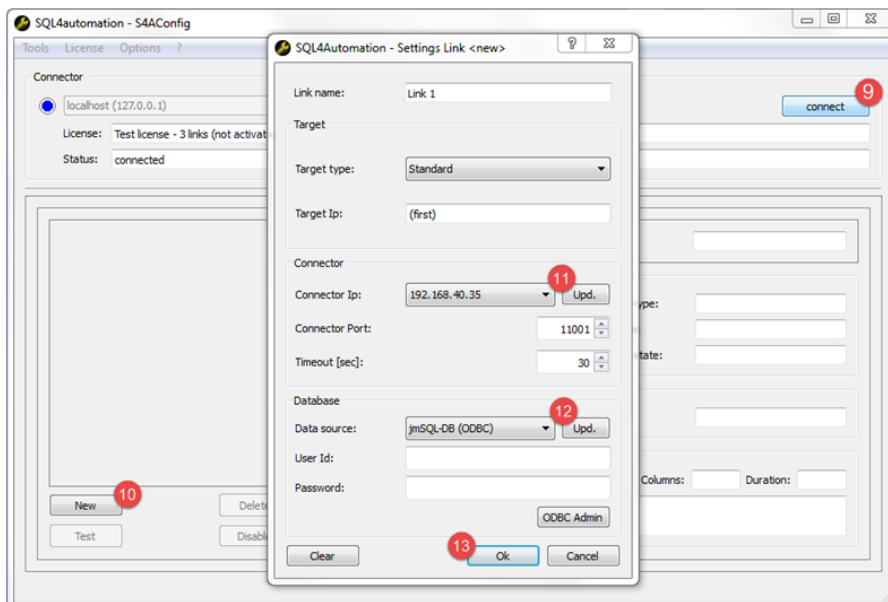 SQL4automation - S4AConfig
Tools License Options ?
SQL4Automation - Settings Link <new>
Connector
localhost (127.0.0.1)
connect
9
License: Test license - 3 links (not activat
Status: connected
Link name: Link 1
Target
Target type: Standard
Target Ip: (first)
Connector
11
Connector Ip: 192.168.40.35 Upd.
ype:
Connector Port: 11001
Timeout [sec]: 30
tate:
Database
12
Data source: jmSQL-DB (ODBC) Upd.
User Id:
Password:
Columns: Duration:
10
New Delet
ODBC Admin
Test Disabl
13
Clear Ok Cancel